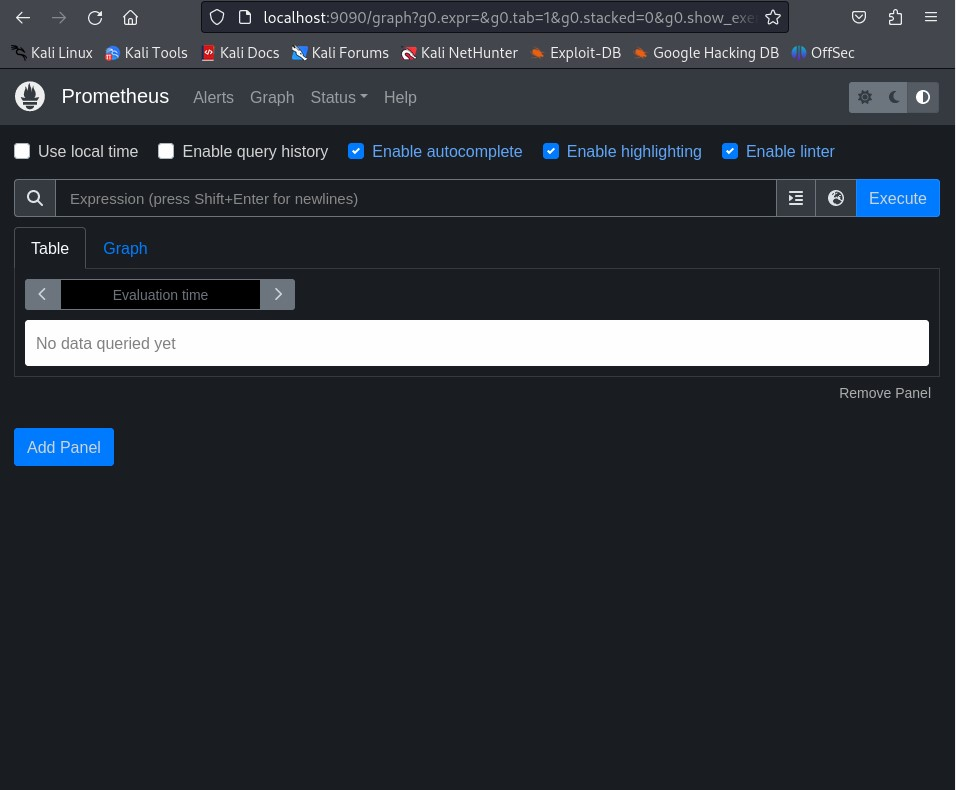 localhost:9090/graph?g0.expr=&g0.tab=1&g0.stacked=0&g0.show_exe
Kali Linux Kali Tools Kali Docs Kali Forums Kali NetHunter Exploit-DB Google Hacking DB OffSec
Prometheus Alerts Graph Status Help
Use local time Enable query history Enable autocomplete Enable highlighting Enable linter
Expression (press Shift+Enter for newlines) Execute
Table Graph
Evaluation time
No data queried yet
Remove Panel
Add Panel